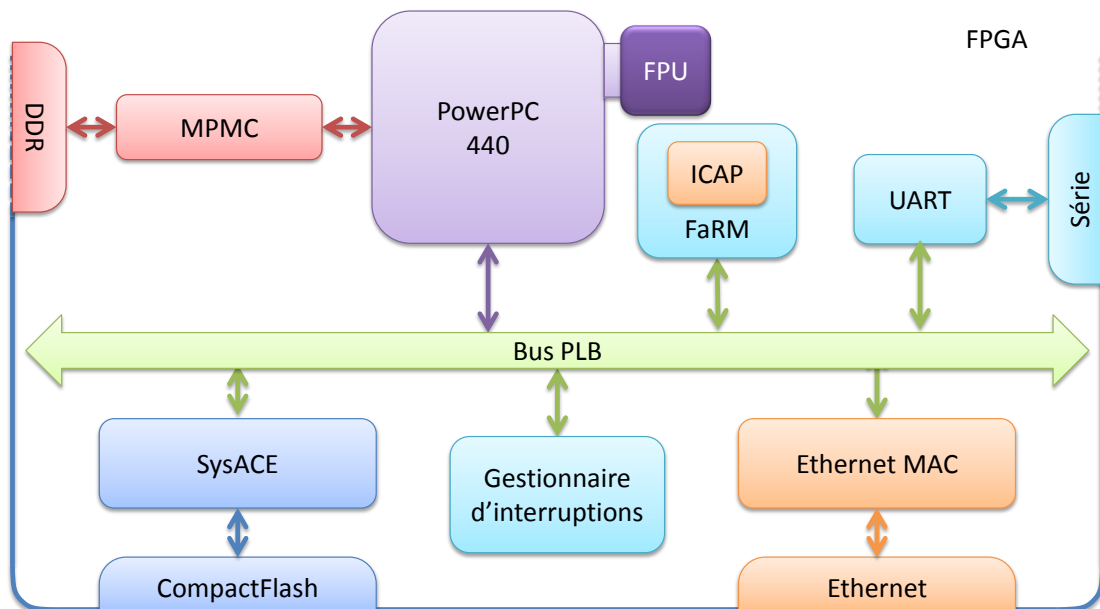 FPGA
FPU
DDR
MPMC
PowerPC
440
ICAP
FaRM
UART
Série
Bus PLB
SysACE
Gestionnaire
d’interruptions
Ethernet MAC
CompactFlash
Ethernet